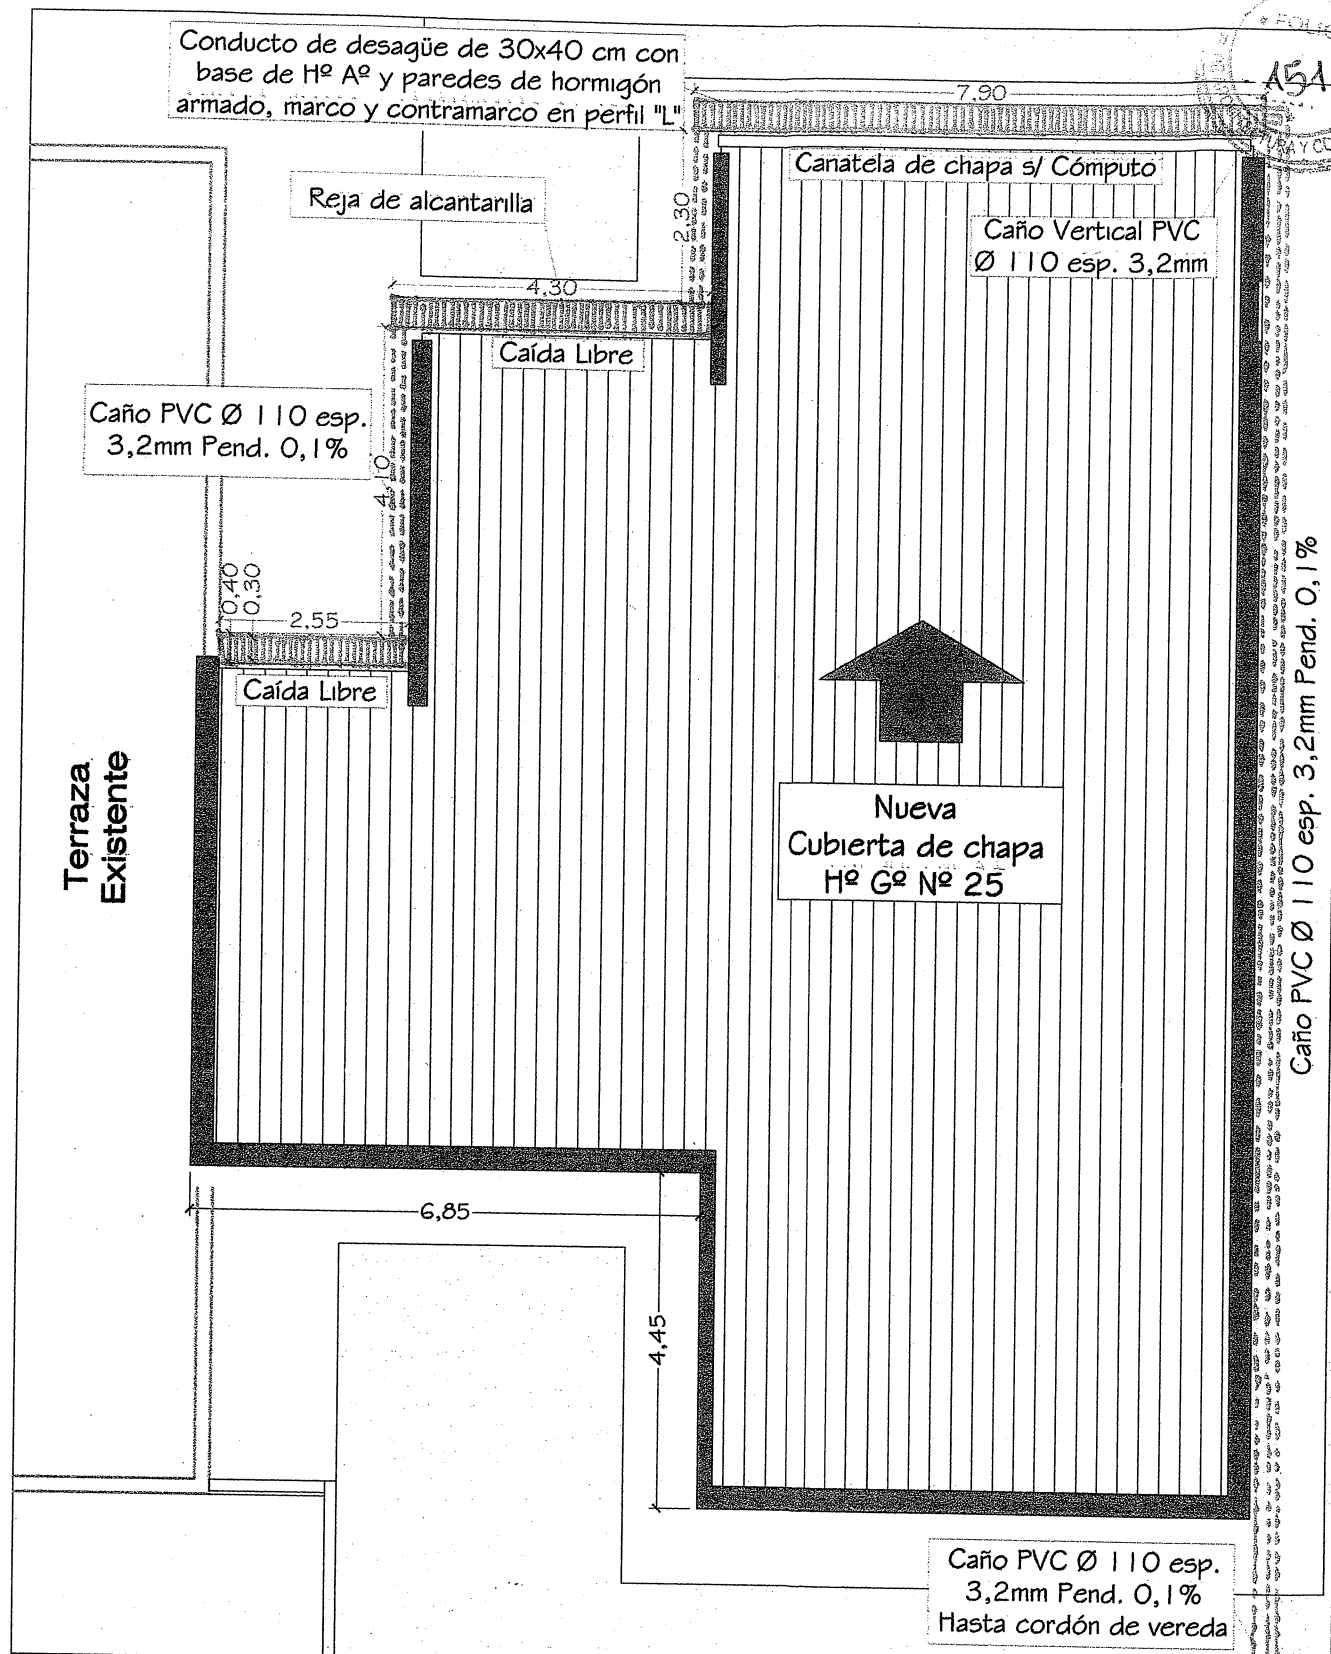 Conducto de desagüe de 30x40 cm con
base de Hº Aº y paredes de hormigón
armado, marco y contramarco en perfil "L"
FOLIO
151
7.90
Canatela de chapa s/ Cómputo
Reja de alcantarilla
2,30
Caño Vertical PVC
Ø 110 esp. 3,2mm
4,30
Caída Libre
Caño PVC Ø 110 esp.
3,2mm Pend. 0,1%
4,10
0,40
0,30
2,55
Caída Libre
Caño PVC Ø 110 esp. 3,2mm Pend. 0,1%
Terraza
Existente
Nueva
Cubierta de chapa
Hº Gº Nº 25
6,85
4,45
Caño PVC Ø 110 esp.
3,2mm Pend. 0,1%
Hasta cordón de vereda